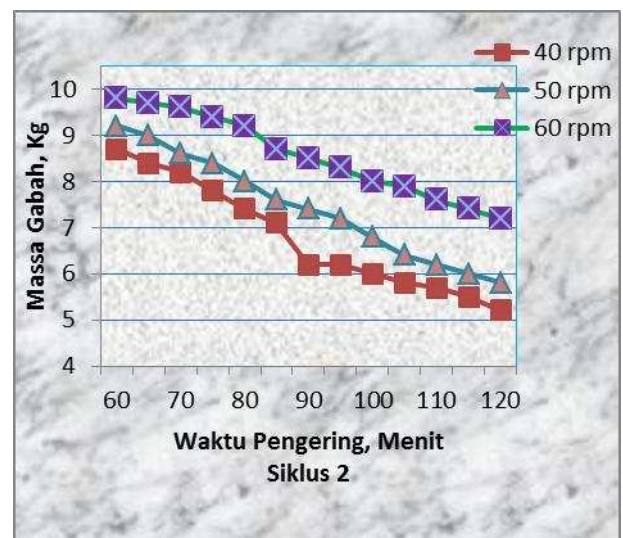 40 rpm
50 rpm
60 rpm
10
9
8
7
6
5
4
Massa Gabah, Kg
60 70 80 90 100 110 120
Waktu Pengering, Menit
Siklus 2